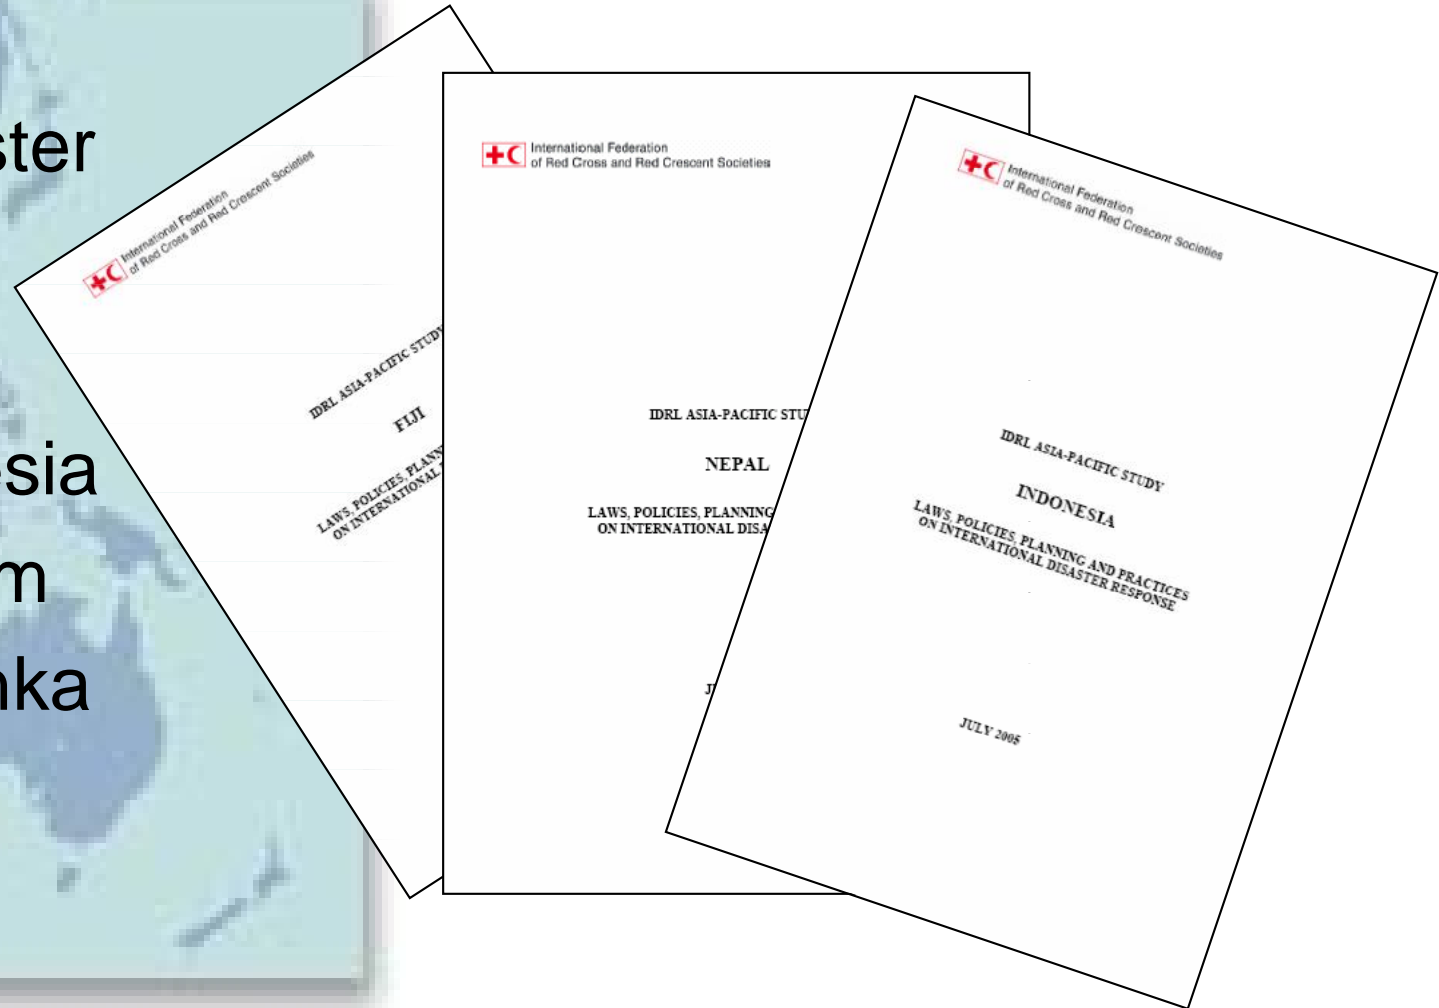 ster
esia
m
nka
International Federation
of Red Cross and Red Crescent Societies
IDRL ASIA-PACIFIC STUDY
FIJI
LAWS, POLICIES, PLANN
ON INTERNATIONAL
International Federation
of Red Cross and Red Crescent Societies
IDRL ASIA-PACIFIC STU
NEPAL
LAWS, POLICIES, PLANNING
ON INTERNATIONAL DISA
J
International Federation
of Red Cross and Red Crescent Societies
IDRL ASIA-PACIFIC STUDY
INDONESIA
LAWS, POLICIES, PLANNING AND PRACTICES
ON INTERNATIONAL DISASTER RESPONSE
JULY 2005